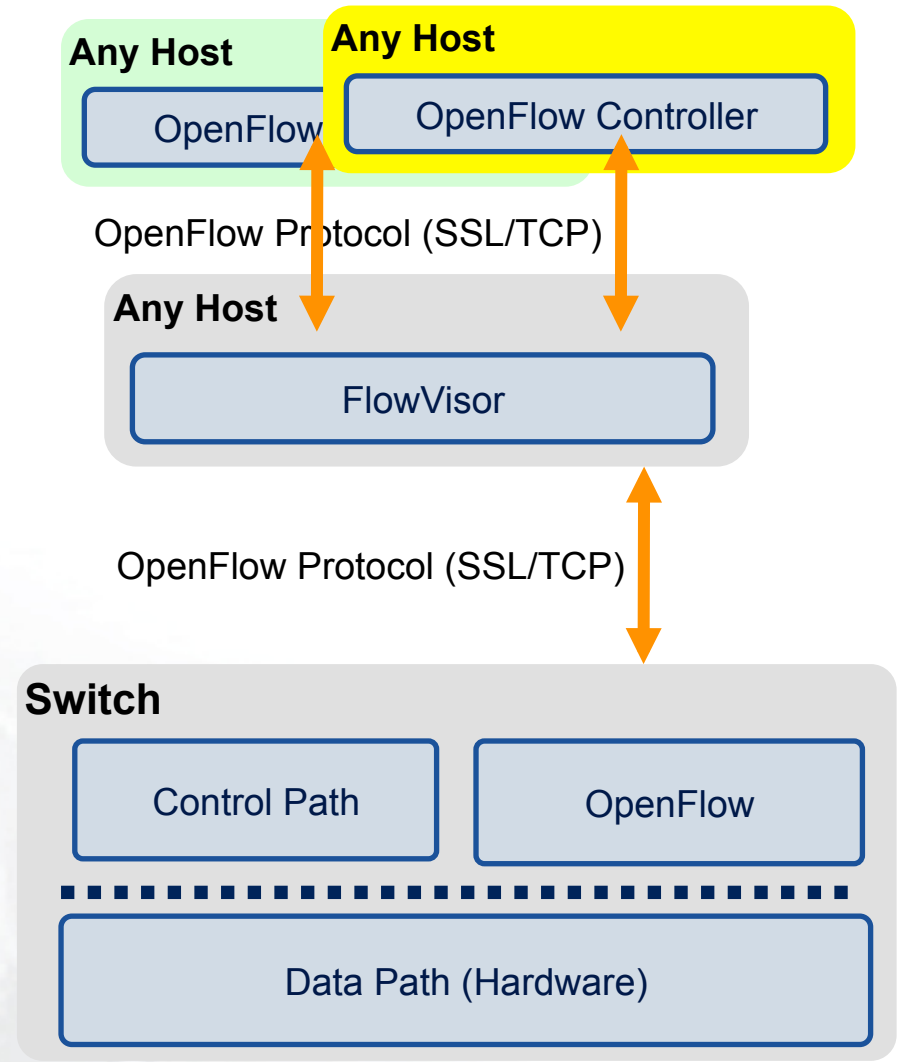 Any Host
Any Host
OpenFlow
OpenFlow Controller
OpenFlow Protocol (SSL/TCP)
Any Host
FlowVisor
OpenFlow Protocol (SSL/TCP)
Switch
Control Path
OpenFlow
Data Path (Hardware)